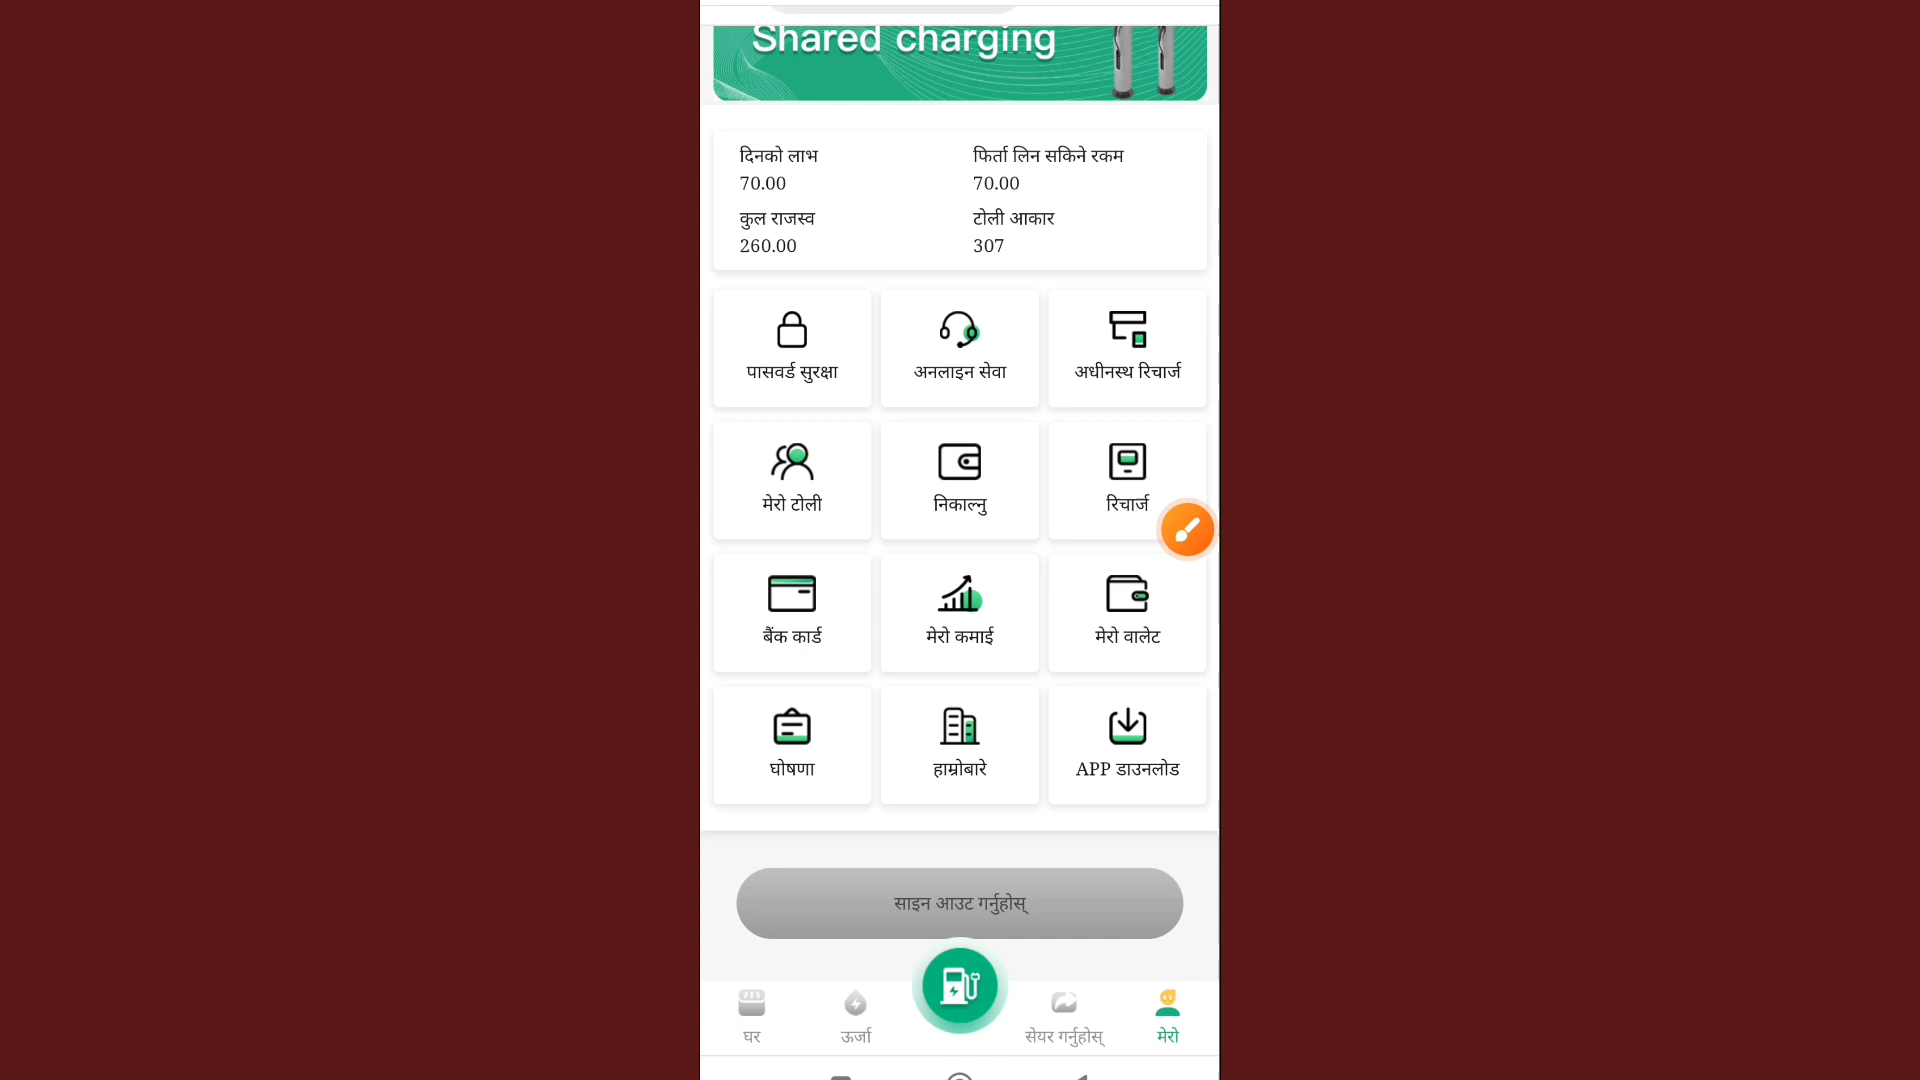 Shared charging
दिनको लाभ
70.00
फिर्ता लिन सकिने रकम
70.00
कुल राजस्व
260.00
टोली आकार
307
पासवर्ड सुरक्षा
अनलाइन सेवा
अधीनस्थ रिचार्ज
मेरो टोली
निकाल्नु
रिचार्ज
बैंक कार्ड
मेरो कमाई
मेरो वालेट
घोषणा
हाम्रोबारे
APP डाउनलोड
साइन आउट गर्नुहोस्
घर
ऊर्जा
सेयर गर्नुहोस्
मेरो